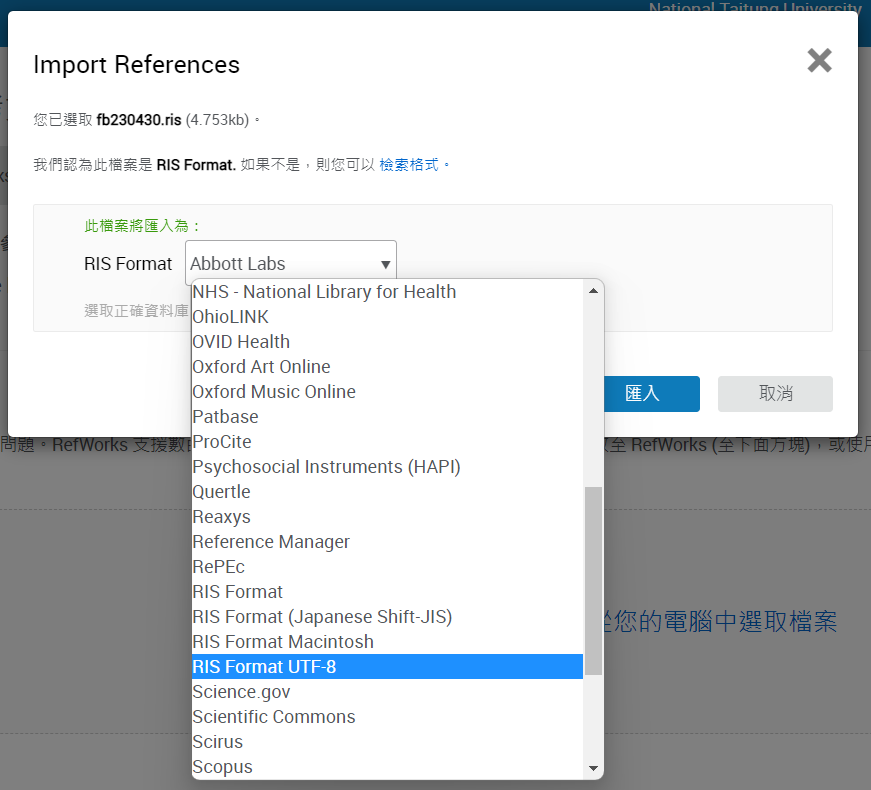 National Taitung University
Import References
您已選取 fb230430.ris (4.753kb)。
我們認為此檔案是 RIS Format. 如果不是，則您可以 檢索格式。
此檔案將匯入為：
RIS Format Abbott Labs
選取正確資料庫
NHS - National Library for Health
OhioLINK
OVID Health
Oxford Art Online
Oxford Music Online
Patbase
ProCite
Psychosocial Instruments (HAPI)
Quertle
Reaxys
Reference Manager
RePEc
RIS Format
RIS Format (Japanese Shift-JIS)
RIS Format Macintosh
RIS Format UTF-8
Science.gov
Scientific Commons
Scirus
Scopus
匯入 取消
問題。RefWorks 支援數 至 RefWorks (至下面方塊)，或使用
從您的電腦中選取檔案